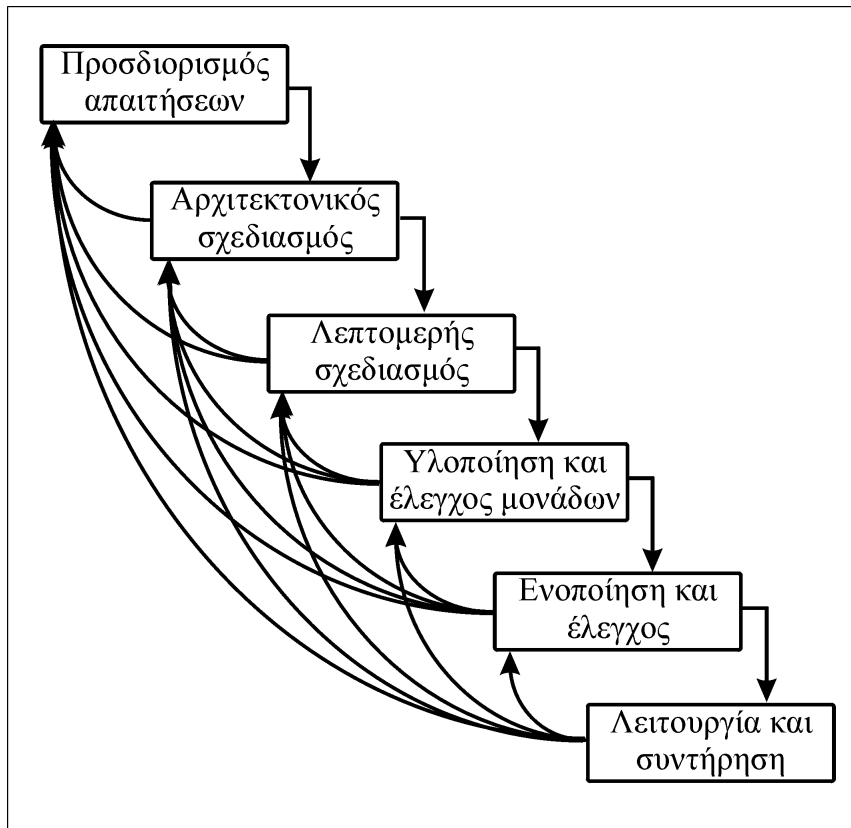 Προσδιορισμός
απαιτήσεων
Αρχιτεκτονικός
σχεδιασμός
Λεπτομερής
σχεδιασμός
Υλοποίηση και
έλεγχος μονάδων
Ενοποίηση και
έλεγχος
Λειτουργία και
συντήρηση